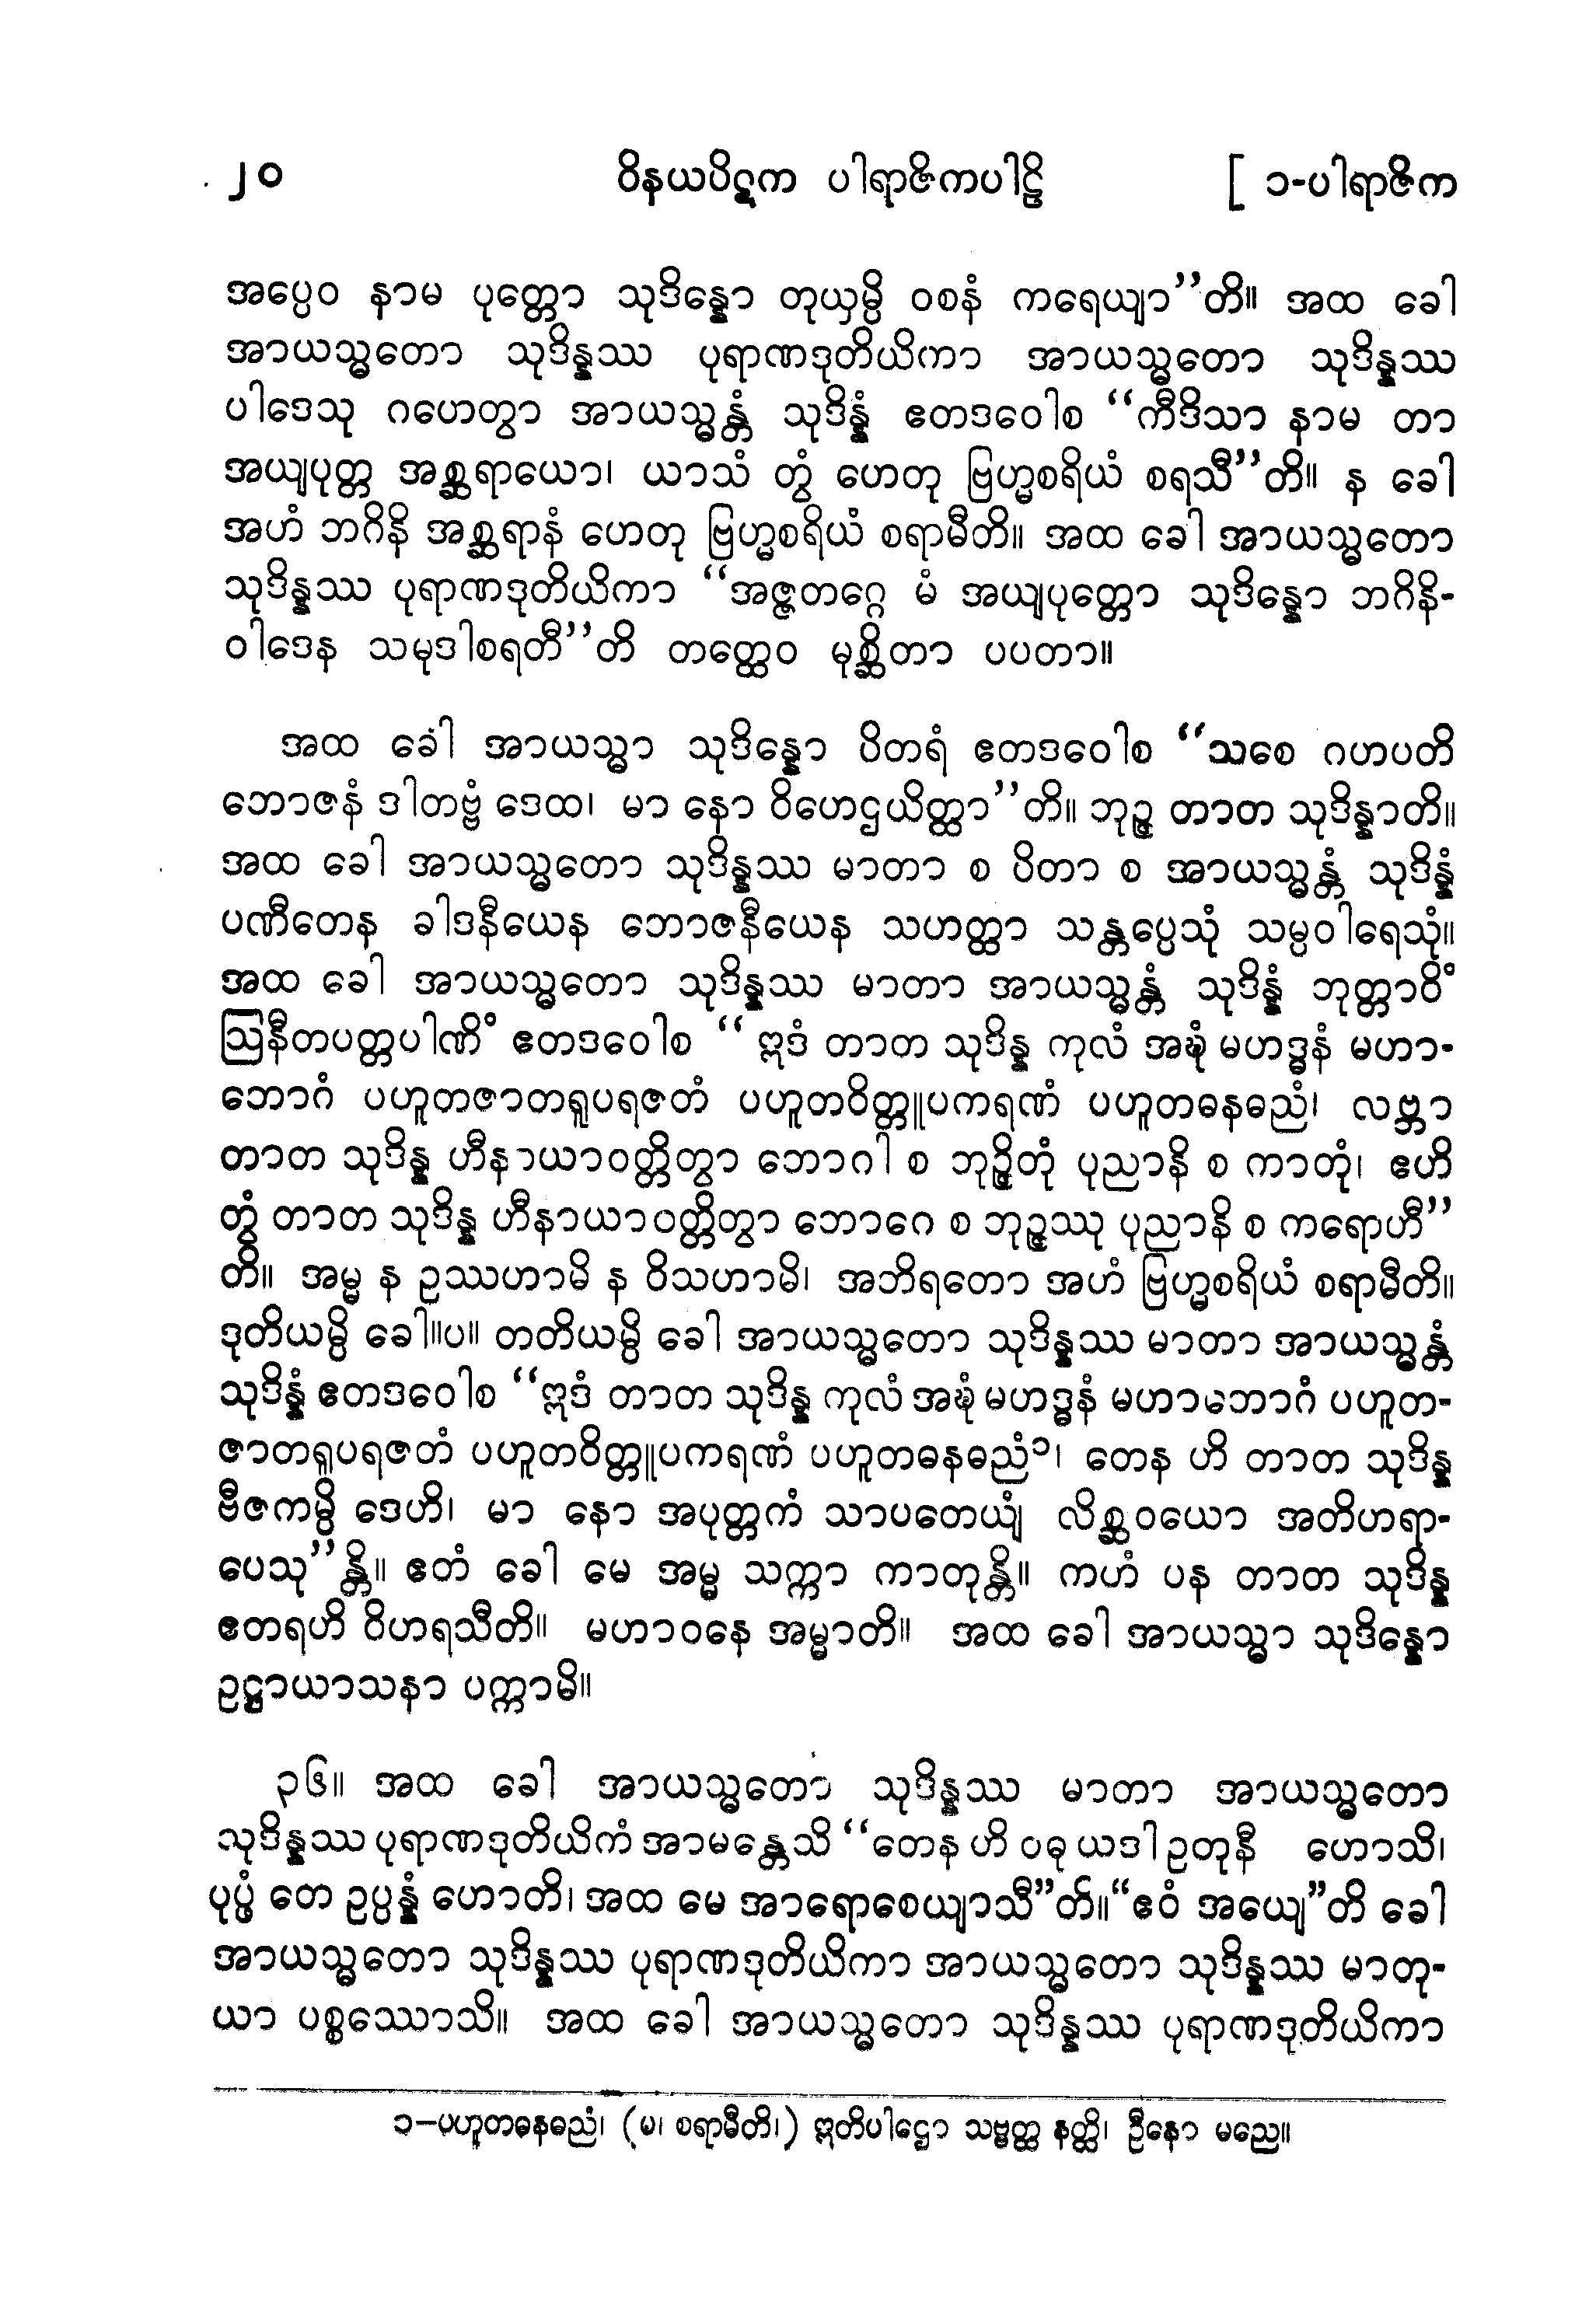 ၂၀ ဝိနယပိဋက ပါရာဇိကပါဠိ [ ၁-ပါရာဇိက
အပ္ပေဝ နာမ ပုတ္တော သုဒိန္နော တုယှမ္ပိ ဝစနံ ကရေယျာ’’တိ။ အထ ခေါ
အာယသ္မတော သုဒိန္နဿ ပုရာဏဒုတိယိကာ အာယသ္မတော သုဒိန္နဿ
ပါဒေသု ဂဟေတွာ အာယသ္မန္တံ သုဒိန္နံ ဧတဒဝေါစ ‘‘ကီဒိသာ နာမ တာ
အယျပုတ္တ အစ္ဆရာယော၊ ယာသံ တွံ ဟေတု ဗြဟ္မစရိယံ စရသီ’’တိ။ န ခေါ
အဟံ ဘဂိနိ အစ္ဆရာနံ ဟေတု ဗြဟ္မစရိယံ စရာမီတိ။ အထ ခေါ အာယသ္မတော
သုဒိန္နဿ ပုရာဏဒုတိယိကာ ‘‘အဇ္ဇတဂ္ဂေ မံ အယျပုတ္တော သုဒိန္နော ဘဂိနိ-
ဝါဒေန သမုဒါစရတီ’’တိ တတ္ထေဝ မုစ္ဆိတာ ပပတာ။
အထ ခေါ အာယသ္မာ သုဒိန္နော ပိတရံ ဧတဒဝေါစ ‘‘သစေ ဂဟပတိ
ဘောဇနံ ဒါတဗ္ဗံ ဒေထ၊ မာ နော ဝိဟေဌယိတ္ထာ’’တိ။ ဘုဉ္ဇ တာတ သုဒိန္နာတိ။
အထ ခေါ အာယသ္မတော သုဒိန္နဿ မာတာ စ ပိတာ စ အာယသ္မန္တံ သုဒိန္နံ
ပဏီတေန ခါဒနီယေန ဘောဇနီယေန သဟတ္ထာ သန္တပ္ပေသုံ သမ္ပဝါရေသုံ။
အထ ခေါ အာယသ္မတော သုဒိန္နဿ မာတာ အာယသ္မန္တံ သုဒိန္နံ ဘုတ္တာဝိံ
ဩနီတပတ္တပါဏိံ ဧတဒဝေါစ ‘‘ ဣဒံ တာတ သုဒိန္န ကုလံ အဍ္ဎံ မဟဒ္ဓနံ မဟာ-
ဘောဂံ ပဟူတဇာတရူပရဇတံ ပဟူတဝိတ္တူပကရဏံ ပဟူတဓနဓညံ၊ လဗ္ဘာ
တာတ သုဒိန္န ဟီနာယာဝတ္တိတွာ ဘောဂါ စ ဘုဉ္ဇိတုံ ပုညာနိ စ ကာတုံ၊ ဧဟိ
တွံ တာတ သုဒိန္န ဟီနာယာဝတ္တိတွာ ဘောဂေ စ ဘုဉ္ဇဿု ပုညာနိ စ ကရောဟီ’’
တိ။ အမ္မ န ဥဿဟာမိ န ဝိသဟာမိ၊ အဘိရတော အဟံ ဗြဟ္မစရိယံ စရာမီတိ။
ဒုတိယမ္ပိ ခေါ။ပ။ တတိယမ္ပိ ခေါ အာယသ္မတော သုဒိန္နဿ မာတာ အာယသ္မန္တံ
သုဒိန္နံ ဧတဒဝေါစ ‘‘ဣဒံ တာတ သုဒိန္န ကုလံ အဍ္ဎံ မဟဒ္ဓနံ မဟာဘောဂံ ပဟူတ-
ဇာတရူပရဇတံ ပဟူတဝိတ္တူပကရဏံ ပဟူတဓနဓညံ၁၊ တေန ဟိ တာတ သုဒိန္န
ဗီဇကမ္ပိ ဒေဟိ၊ မာ နော အပုတ္တကံ သာပတေယျံ လိစ္ဆဝယော အတိဟရာ-
ပေသု’’န္တိ။ ဧတံ ခေါ မေ အမ္မ သက္ကာ ကာတုန္တိ။ ကဟံ ပန တာတ သုဒိန္န
ဧတရဟိ ဝိဟရသီတိ။ မဟာဝနေ အမ္မာတိ။ အထ ခေါ အာယသ္မာ သုဒိန္နော
ဥဋ္ဌာယာသနာ ပက္ကာမိ။
၃၆။ အထ ခေါ အာယသ္မတော သုဒိန္နဿ မာတာ အာယသ္မတော
သုဒိန္နဿ ပုရာဏဒုတိယိကံ အာမန္တေသိ ‘‘တေန ဟိ ဝဓု ယဒါ ဥတုနီ ဟောသိ၊
ပုပ္ဖံ တေ ဥပ္ပန္နံ ဟောတိ၊ အထ မေ အာရောစေယျာသီ”တိ။“ဧဝံ အယျေ”တိ ခေါ
အာယသ္မတော သုဒိန္နဿ ပုရာဏဒုတိယိကာ အာယသ္မတော သုဒိန္နဿ မာတု-
ယာ ပစ္စဿောသိ။ အထ ခေါ အာယသ္မတော သုဒိန္နဿ ပုရာဏဒုတိယိကာ
၁−ပဟူတဓနဓညံ၊ (မ၊ စရာမီတိ၊) ဣတိပါဌော သဗ္ဗတ္ထ နတ္ထိ၊ ဦနော မညေ။